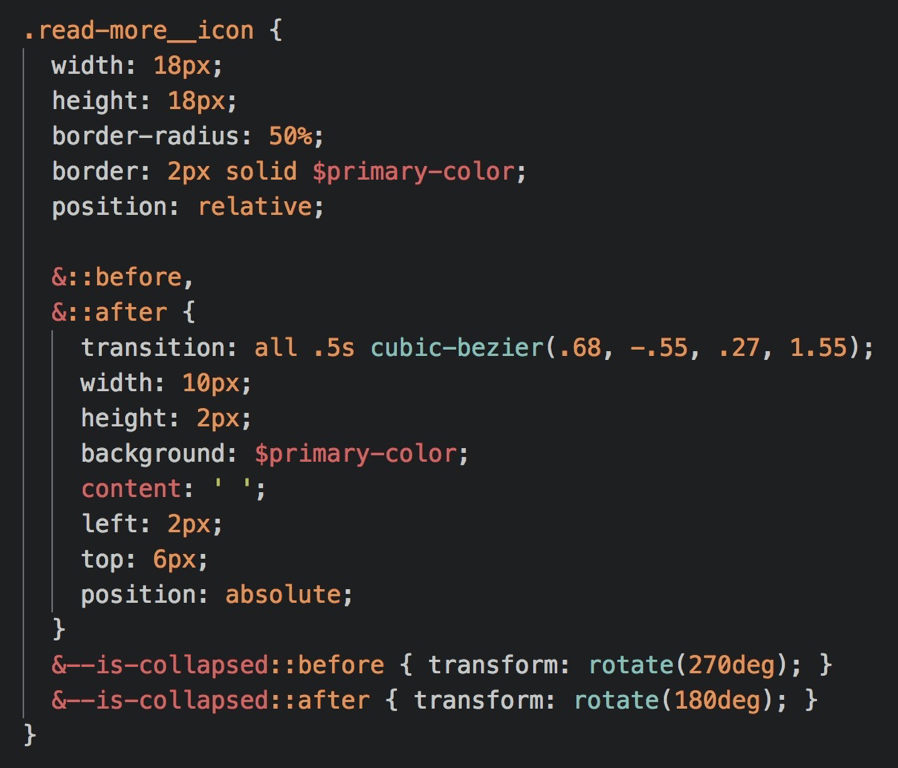 .read-more__icon {
  width: 18px;
  height: 18px;
  border-radius: 50%;
  border: 2px solid $primary-color;
  position: relative;

  &::before,
  &::after {
    transition: all .5s cubic-bezier(.68, -.55, .27, 1.55);
    width: 10px;
    height: 2px;
    background: $primary-color;
    content: ' ';
    left: 2px;
    top: 6px;
    position: absolute;
  }
  &--is-collapsed::before { transform: rotate(270deg); }
  &--is-collapsed::after { transform: rotate(180deg); }
}